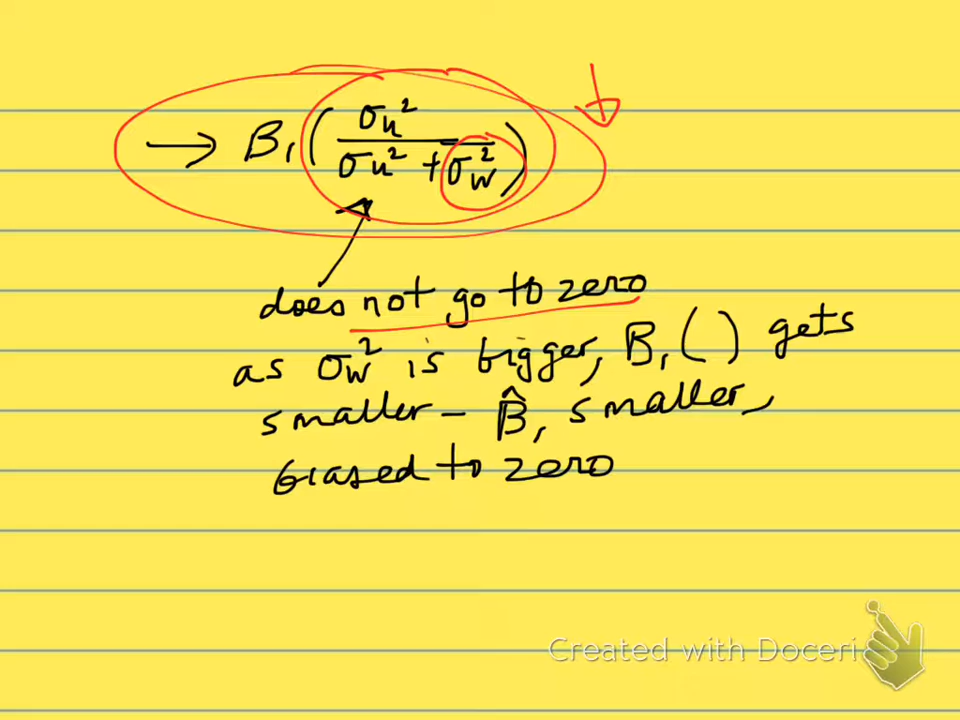 → B₁ ( σu² / σu² + σw² )
does not go to zero
as σw² is bigger, B₁ ( ) gets
smaller - B̂₁ smaller,
biased to zero
Created with Doceri